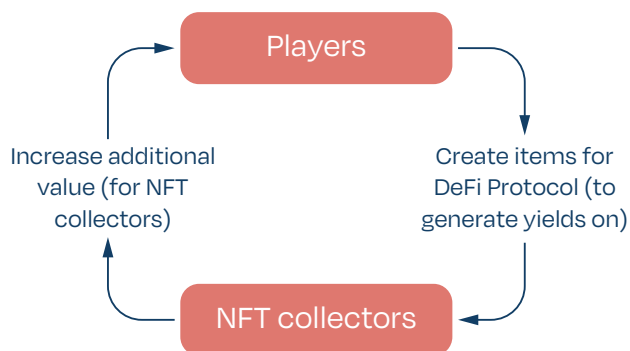 Players
Increase additional
value (for NFT
collectors)
Create items for
DeFi Protocol (to
generate yields on)
NFT collectors